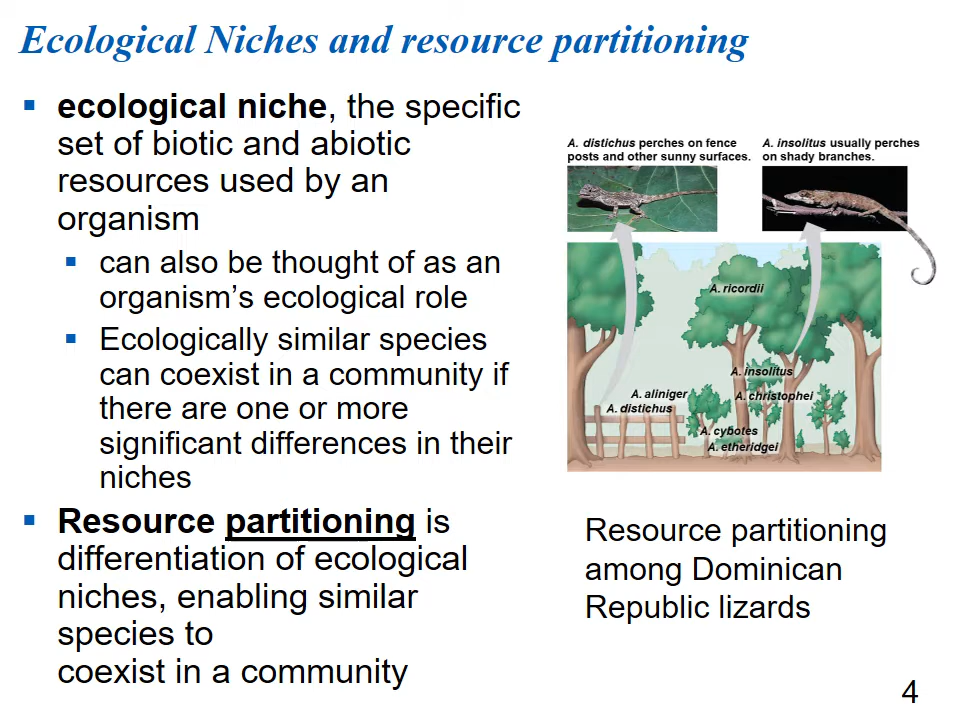 Ecological Niches and resource partitioning
ecological niche, the specific
set of biotic and abiotic
resources used by an
organism
can also be thought of as an
organism’s ecological role
Ecologically similar species
can coexist in a community if
there are one or more
significant differences in their
niches
Resource partitioning is
differentiation of ecological
niches, enabling similar
species to
coexist in a community
A. distichus perches on fence
posts and other sunny surfaces.
A. insolitus usually perches
on shady branches.
A. ricordii
A. insolitus
A. aliniger
A. christophei
A. distichus
A. cybotes
A. etheridgei
Resource partitioning
among Dominican
Republic lizards
4